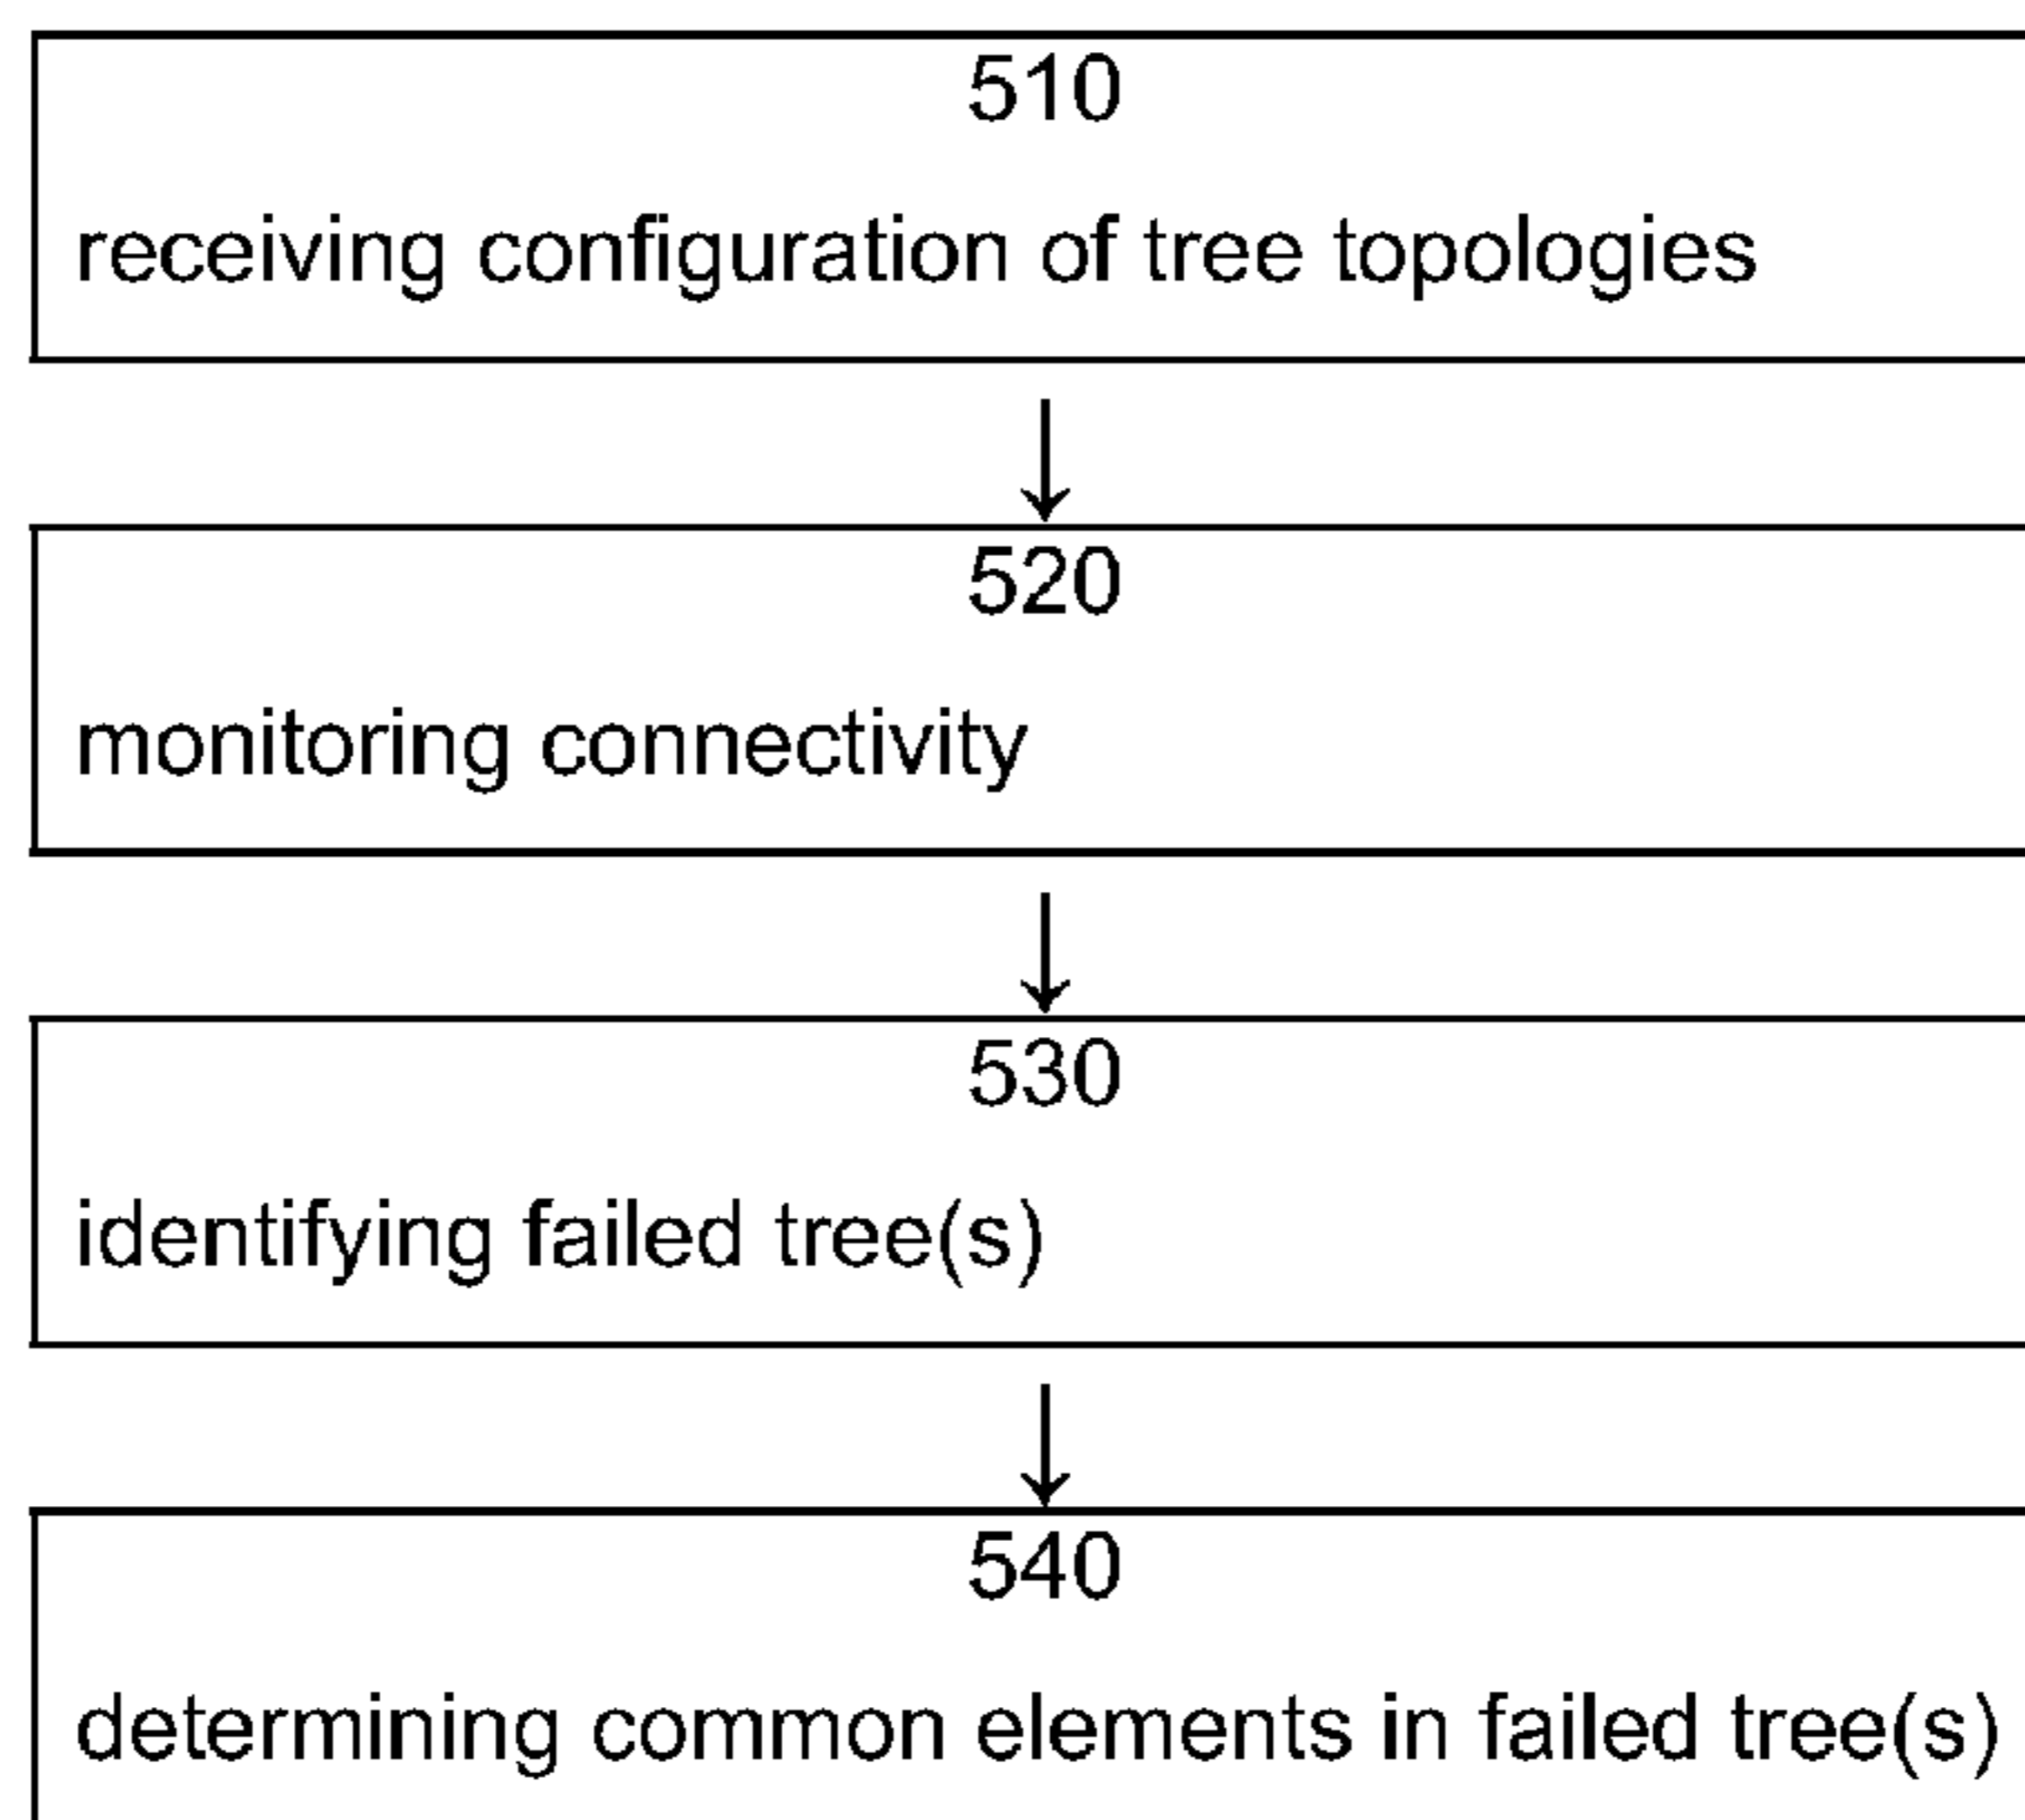 510
receiving configuration of tree topologies
520
monitoring connectivity
530
identifying failed tree(s)
540
determining common elements in failed tree(s)